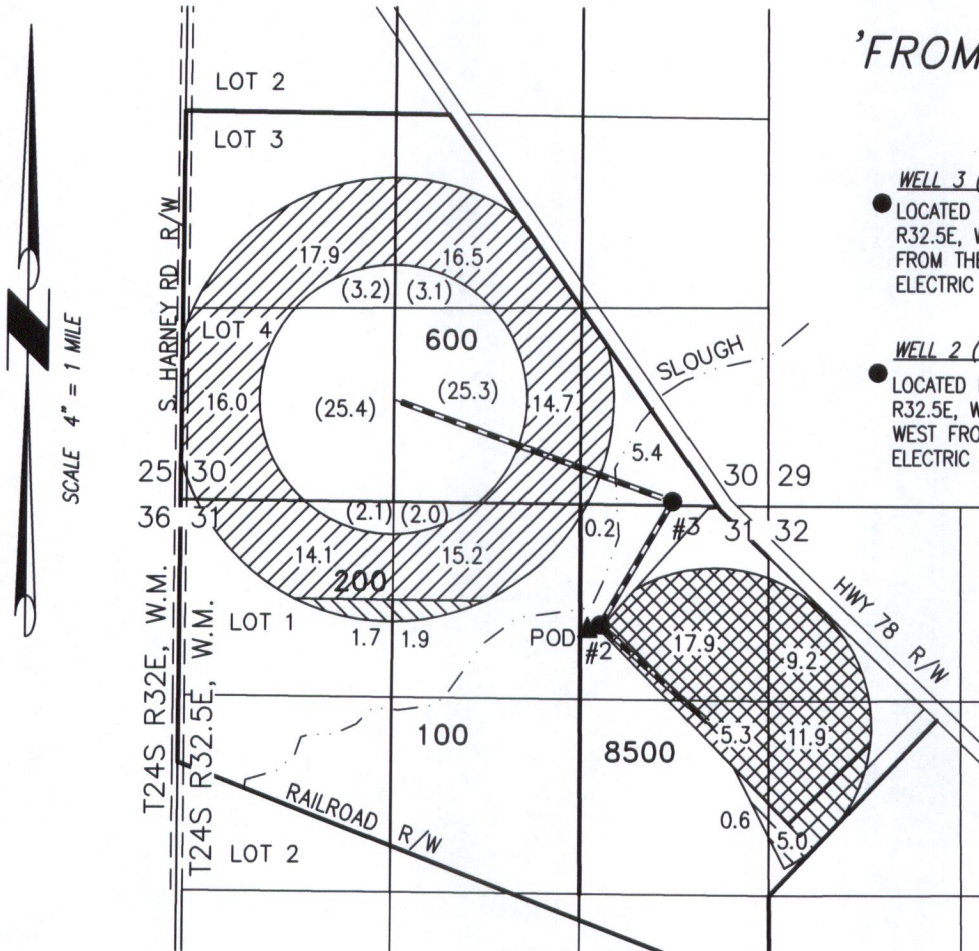 'FROM
LOT 2
LOT 3
S. HARNEY RD R/W
WELL 3 (
LOCATED
R32.5E, W
FROM THE
ELECTRIC
17.9
16.5
(3.2)
(3.1)
LOT 4
600
SLOUGH
WELL 2 (
LOCATED
R32.5E, W
WEST FRO
ELECTRIC
SCALE 4" = 1 MILE
16.0
(25.4)
(25.3)
14.7
5.4
25 30
30 29
36 31
(2.1)
(2.0)
0.2
#3
31 32
14.1
15.2
200
HWY 78 R/W
LOT 1
1.7
1.9
POD
#2
17.9
9.2
T24S R32E, W.M.
T24S R32.5E, W.M.
100
8500
5.3
11.9
RAILROAD R/W
0.6
5.0
LOT 2